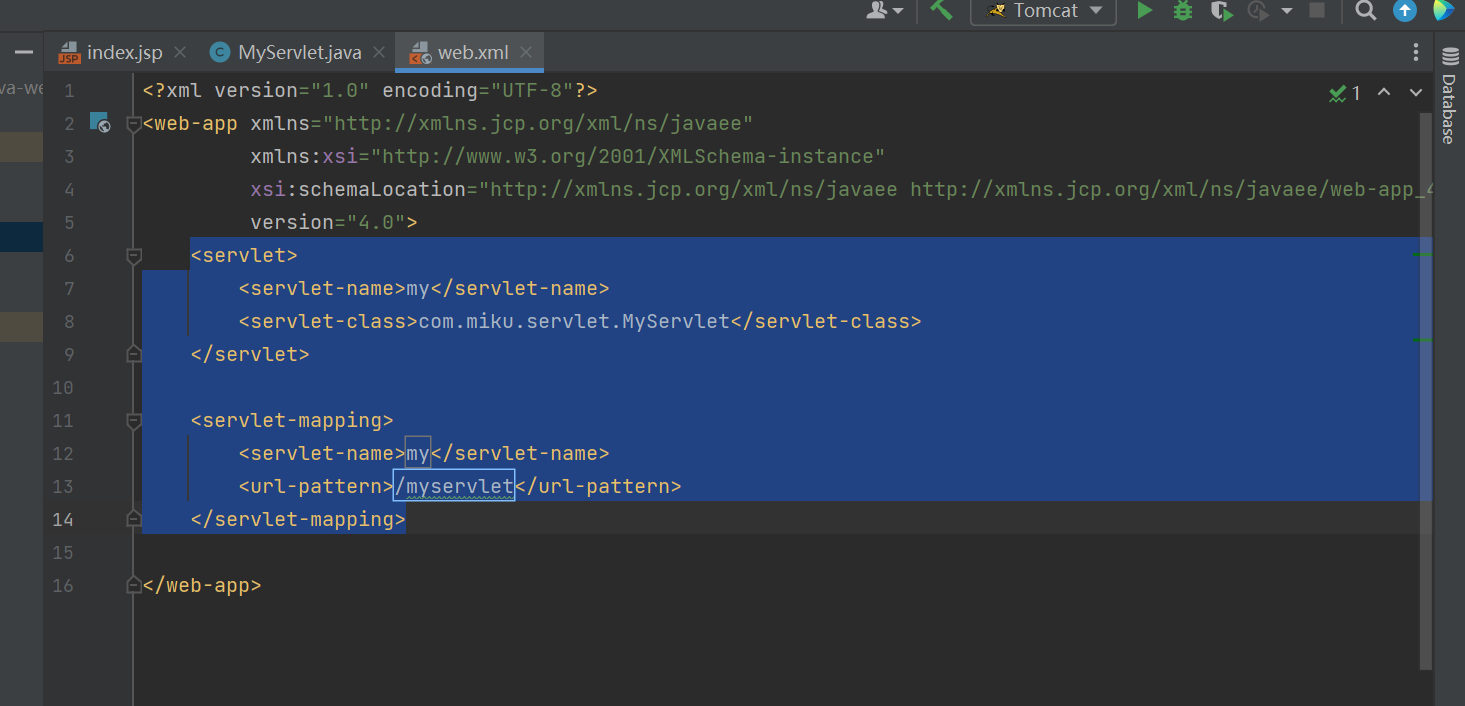 Tomcat
index.jsp
MyServlet.java
web.xml
Database
1
1 <?xml version="1.0" encoding="UTF-8"?>
2 <web-app xmlns="http://xmlns.jcp.org/xml/ns/javaee"
3 xmlns:xsi="http://www.w3.org/2001/XMLSchema-instance"
4 xsi:schemaLocation="http://xmlns.jcp.org/xml/ns/javaee http://xmlns.jcp.org/xml/ns/javaee/web-app_4
5 version="4.0">
6 <servlet>
7 <servlet-name>my</servlet-name>
8 <servlet-class>com.miku.servlet.MyServlet</servlet-class>
9 </servlet>
10
11 <servlet-mapping>
12 <servlet-name>my</servlet-name>
13 <url-pattern>/myservlet</url-pattern>
14 </servlet-mapping>
15
16 </web-app>